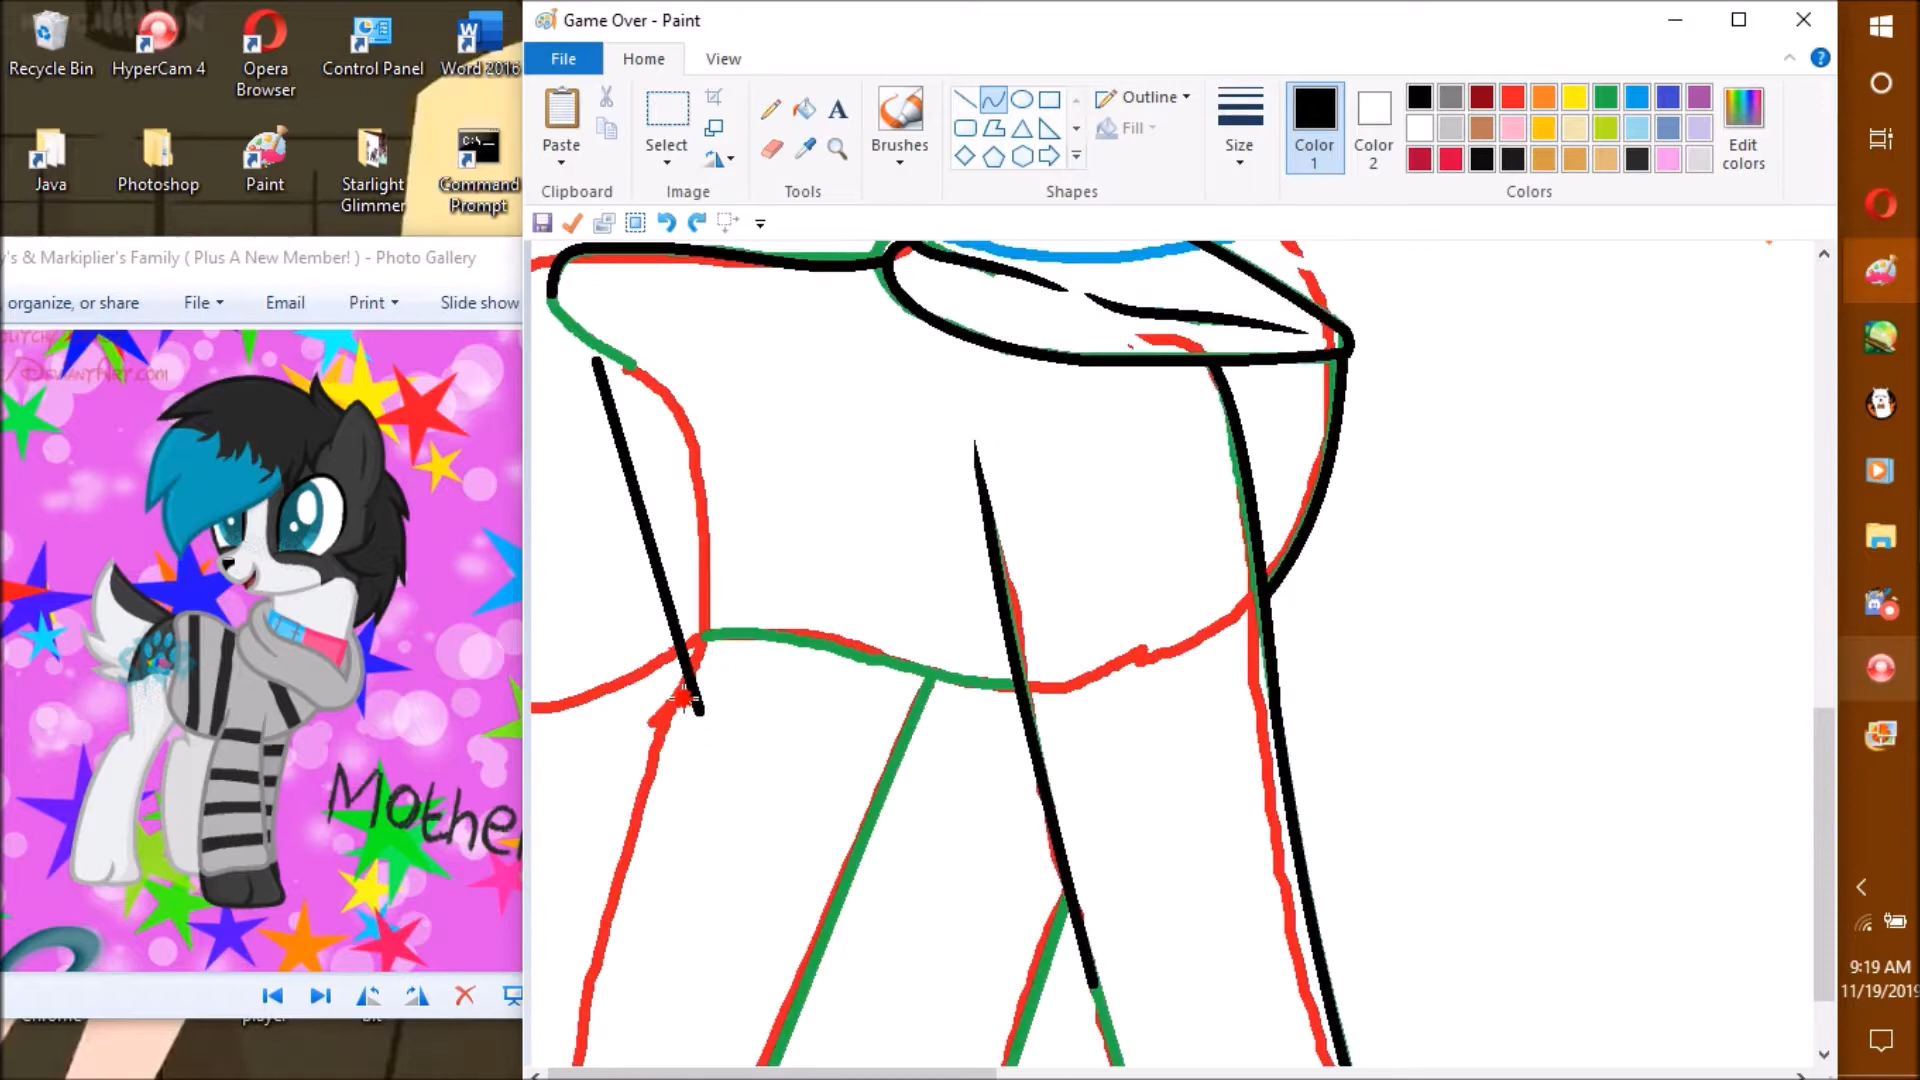 Recycle Bin
HyperCam 4
Opera
Browser
Control Panel
Word 2016
Java
Photoshop
Paint
Starlight
Glimmer
Command
Prompt
C:\
Game Over - Paint
File
Home
View
Paste
Select
Brushes
Outline
Fill
Size
Color
1
Color
2
Edit
colors
Clipboard
Image
Tools
Shapes
Colors
y's & Markiplier's Family ( Plus A New Member! ) - Photo Gallery
organize, or share
File
Email
Print
Slide show
DeviantArt.com
Mothe
9:19 AM
11/19/2019